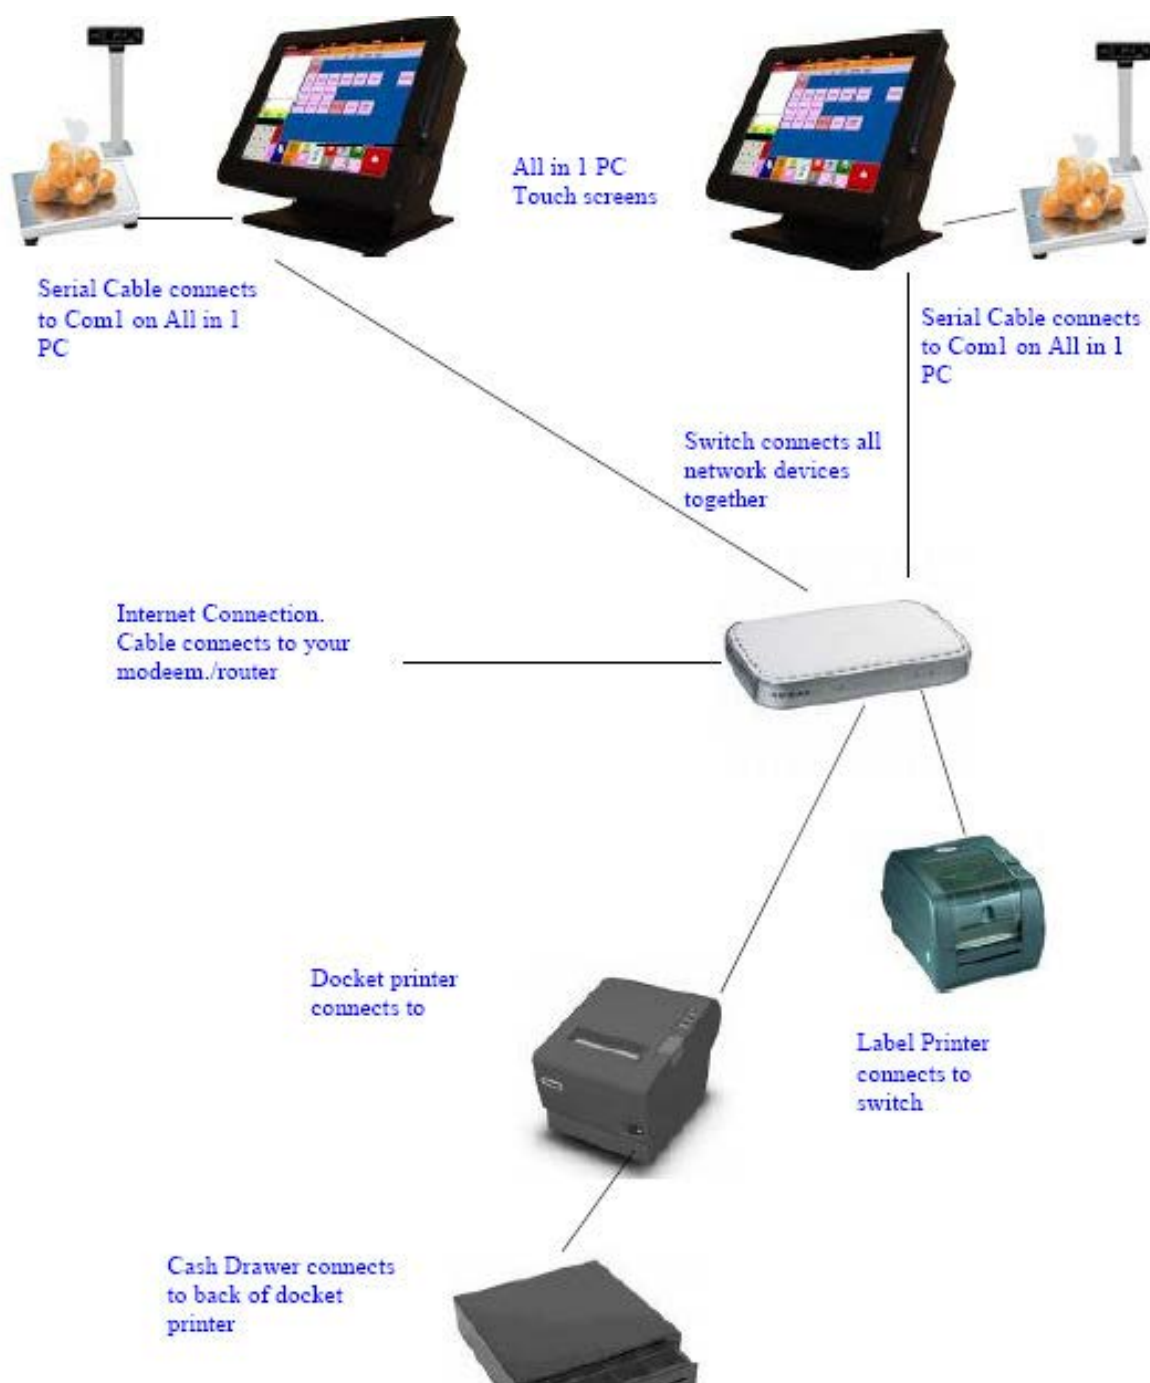 All in 1 PC
Touch screens
Serial Cable connects
to Com1 on All in 1
PC
Serial Cable connects
to Com1 on All in 1
PC
Switch connects all
network devices
together
Internet Connection.
Cable connects to your
modeem./router
Docket printer
connects to
Label Printer
connects to
switch
Cash Drawer connects
to back of docket
printer